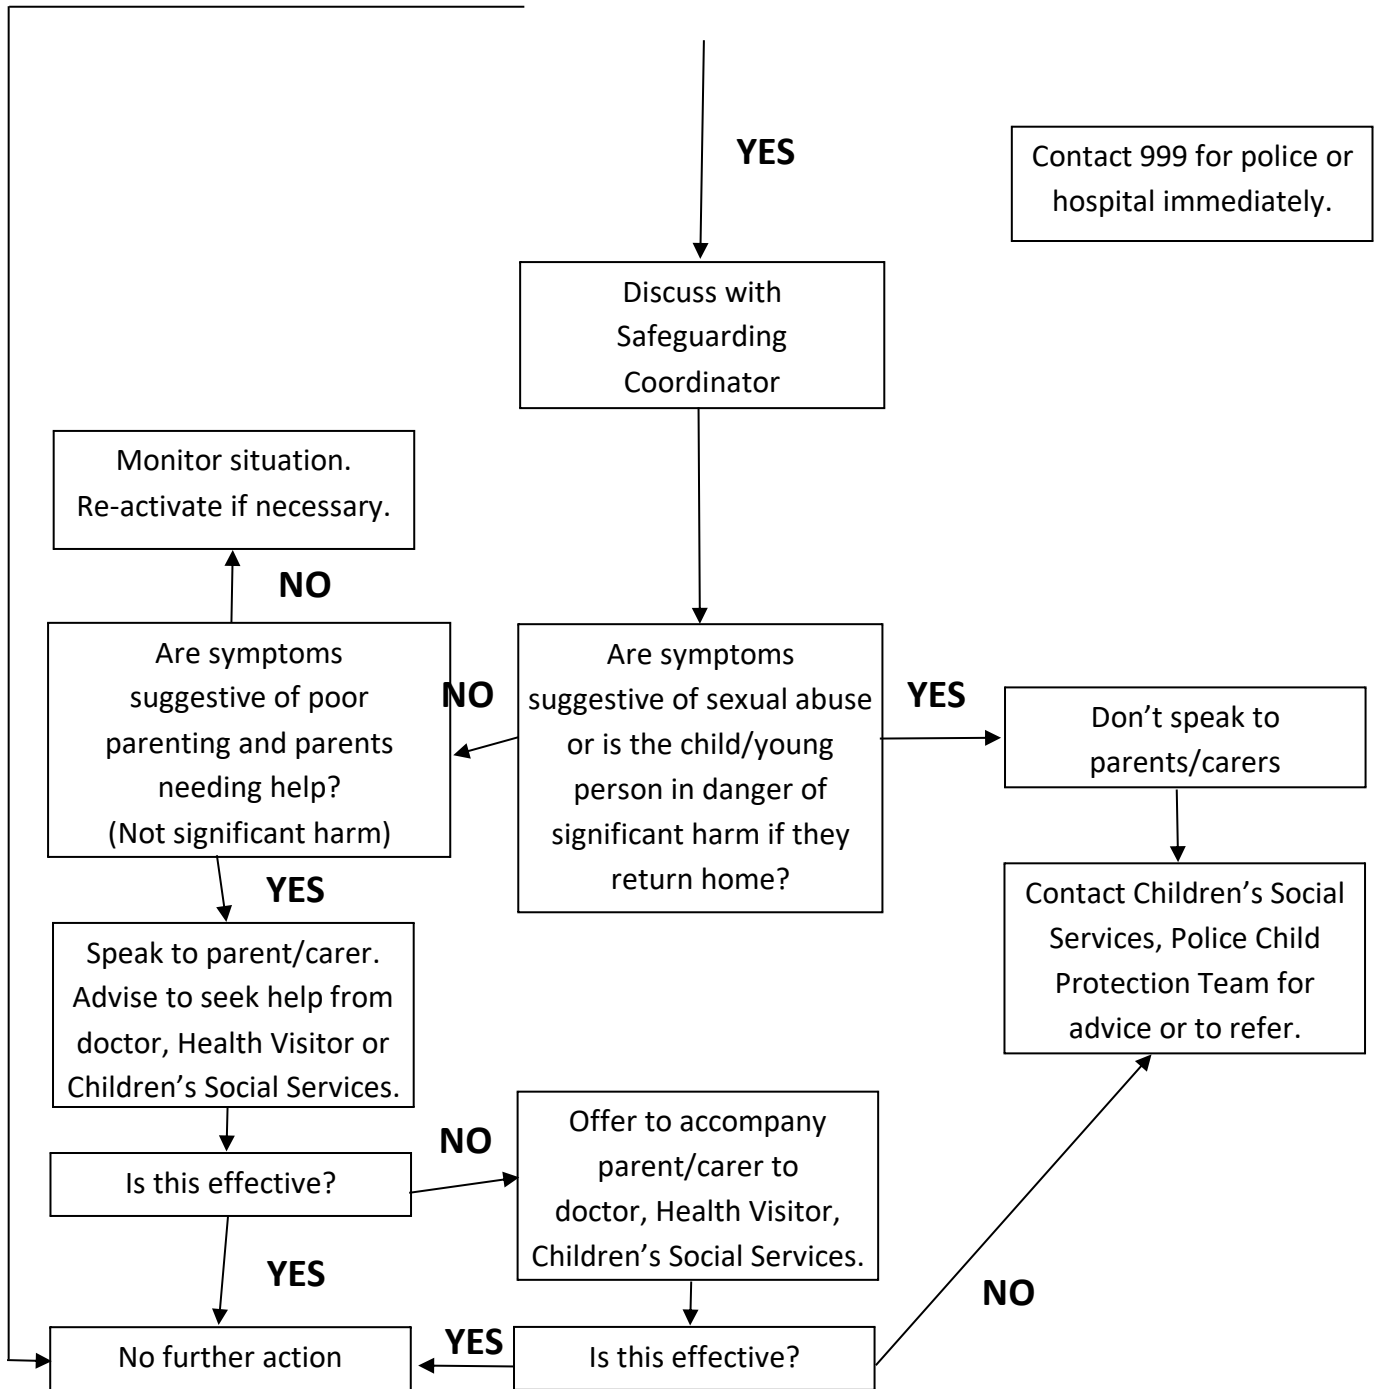 YES
Contact 999 for police or
hospital immediately.
Discuss with
Safeguarding
Coordinator
Monitor situation.
Re-activate if necessary.
NO
Are symptoms
suggestive of poor
parenting and parents
needing help?
(Not significant harm)
NO
Are symptoms
suggestive of sexual abuse
or is the child/young
person in danger of
significant harm if they
return home?
YES
Don’t speak to
parents/carers
YES
Contact Children’s Social
Services, Police Child
Protection Team for
advice or to refer.
Speak to parent/carer.
Advise to seek help from
doctor, Health Visitor or
Children’s Social Services.
NO
Offer to accompany
parent/carer to
doctor, Health Visitor,
Children’s Social Services.
Is this effective?
YES
NO
No further action
YES
Is this effective?